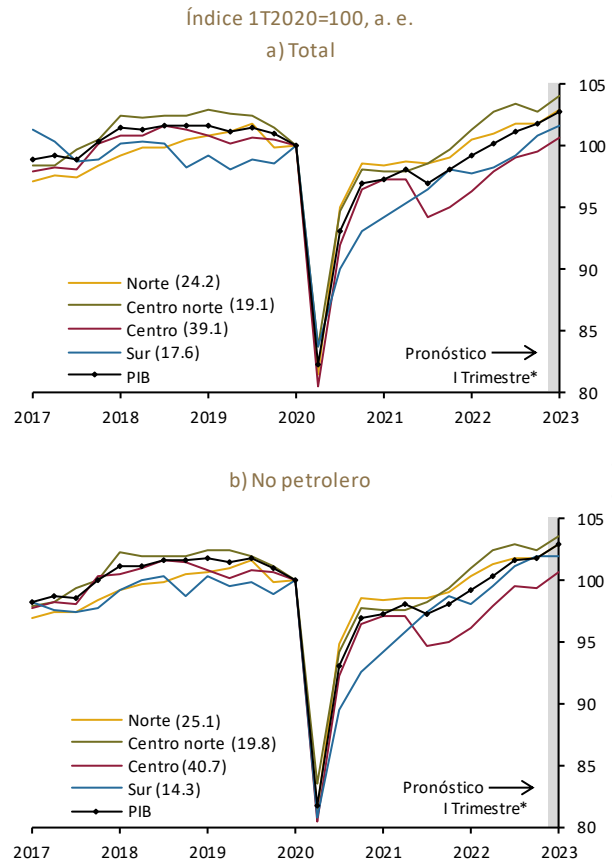 Índice 1T2020=100, a. e.
a) Total
105
100
95
90
85
80
Norte (24.2)
Centro norte (19.1)
Centro (39.1)
Sur (17.6)
PIB
Pronóstico
I Trimestre*
2017 2018 2019 2020 2021 2022 2023
b) No petrolero
105
100
95
90
85
80
Norte (25.1)
Centro norte (19.8)
Centro (40.7)
Sur (14.3)
PIB
Pronóstico
I Trimestre*
2017 2018 2019 2020 2021 2022 2023